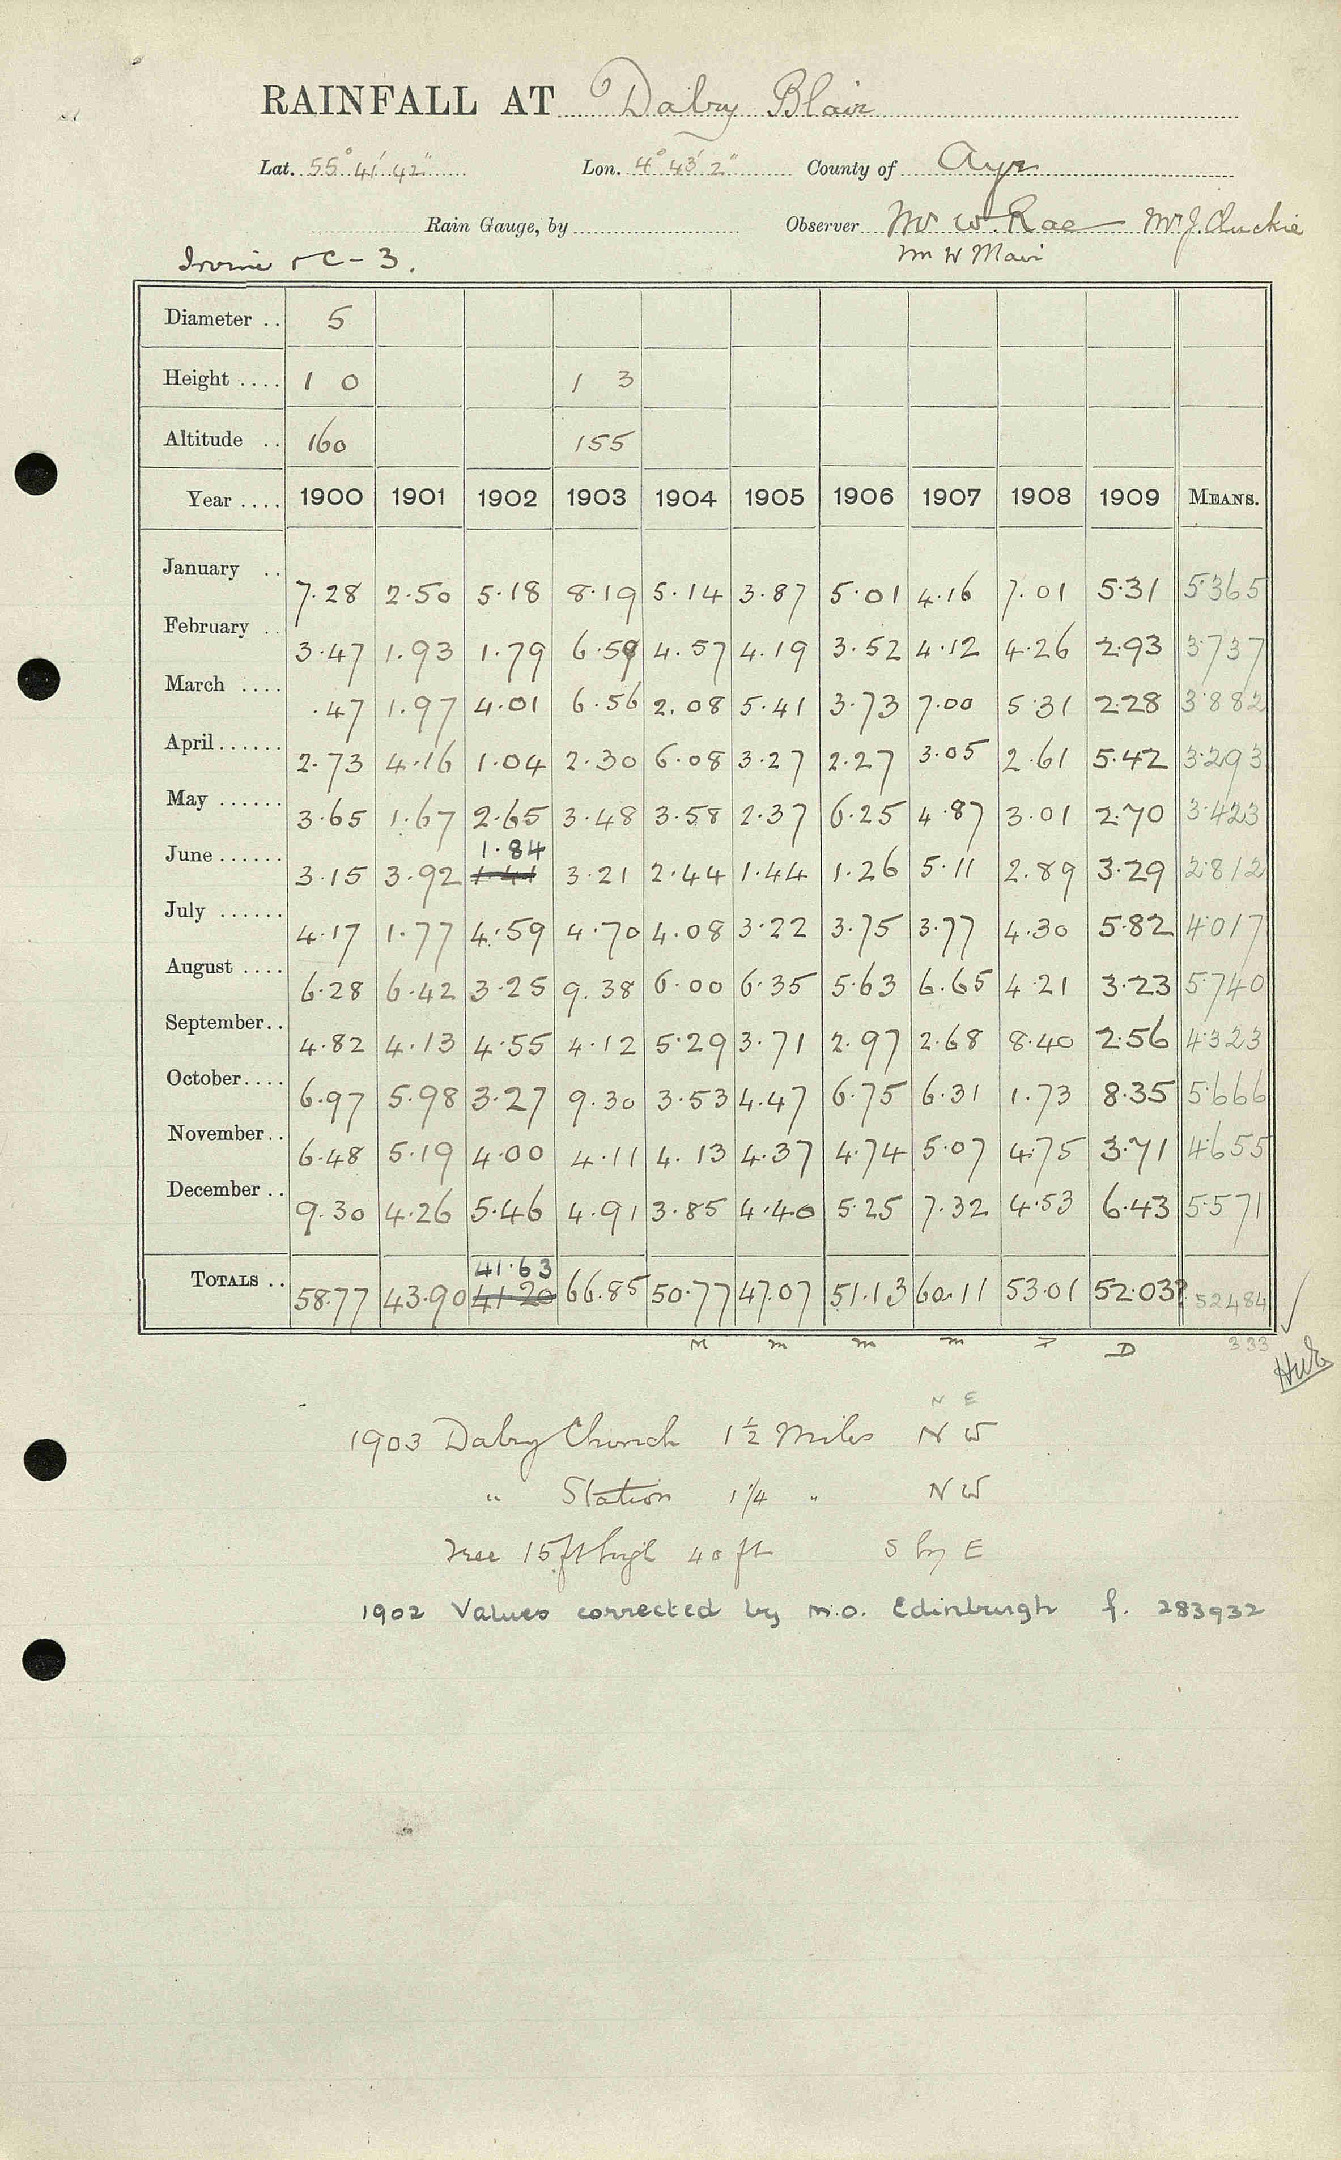 RAINFALL AT Dalry Blair
Lat. 55° 41' 42" Lon. 4° 43' 2" County of Ayr
Rain Gauge, by Observer Mr W. Rae Mr J. Cluckie
Irvine C-3. Mr W Mair
Diameter .. 5
Height .... 1 0 1 3
Altitude .. 160 155
Year .... 1900 1901 1902 1903 1904 1905 1906 1907 1908 1909 MEANS.
January .. 7.28 2.50 5.18 8.19 5.14 3.87 5.01 4.16 7.01 5.31 5.365
February .. 3.47 1.93 1.79 6.59 4.57 4.19 3.52 4.12 4.26 2.93 3.737
March .... .47 1.97 4.01 6.56 2.08 5.41 3.73 7.00 5.31 2.28 3.882
April ...... 2.73 4.16 1.04 2.30 6.08 3.27 2.27 3.05 2.61 5.42 3.293
May ...... 3.65 1.67 2.65 3.48 3.58 2.37 6.25 4.87 3.01 2.70 3.423
1.84
June ...... 3.15 3.92 1.41 3.21 2.44 1.44 1.26 5.11 2.89 3.29 2.812
July ...... 4.17 1.77 4.59 4.70 4.08 3.22 3.75 3.77 4.30 5.82 4.017
August .... 6.28 6.42 3.25 9.38 6.00 6.35 5.63 6.65 4.21 3.23 5.740
September.. 4.82 4.13 4.55 4.12 5.29 3.71 2.97 2.68 8.40 2.56 4.323
October.... 6.97 5.98 3.27 9.30 3.53 4.47 6.75 6.31 1.73 8.35 5.666
November.. 6.48 5.19 4.00 4.11 4.13 4.37 4.74 5.07 4.75 3.71 4.655
December .. 9.30 4.26 5.46 4.91 3.85 4.40 5.25 7.32 4.53 6.43 5.571
41.63
TOTALS .. 58.77 43.90 41.20 66.85 50.77 47.07 51.13 60.11 53.01 52.03? 52484
M m m m D 333
N E
1903 Dalry Church 1½ Miles N W
" Station 1¼ " N W
Tree 15 ft high 40 ft S by E
1902 Values corrected by M.O. Edinburgh f. 283932